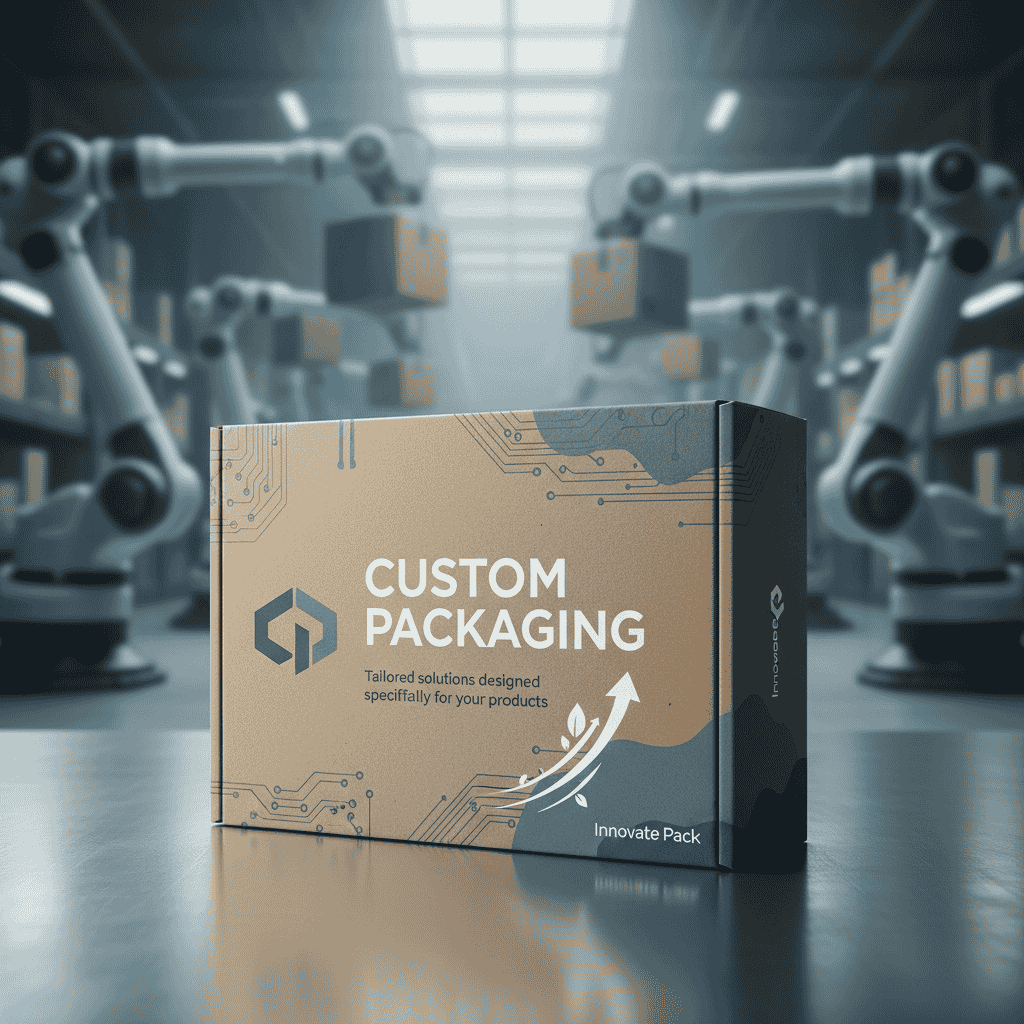 CUSTOM
PACKAGING
Tailored solutions designed
speciffally for your products
Innovate Pack